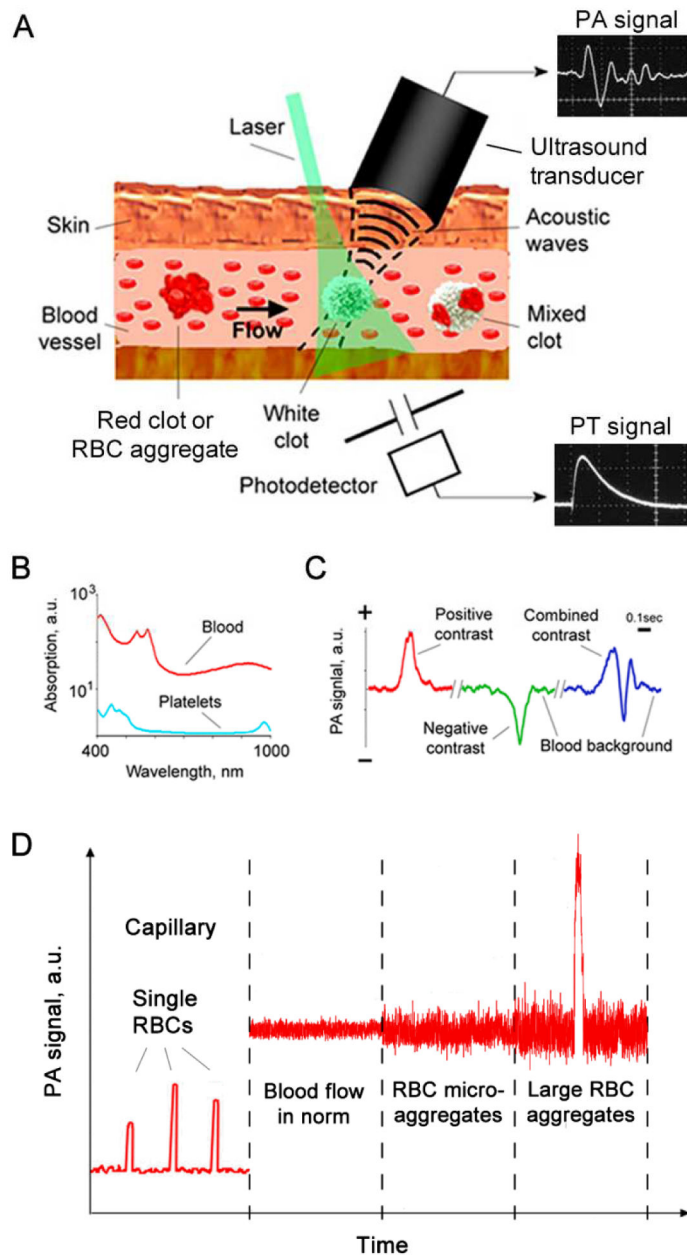 A
PA signal
Laser
Ultrasound
transducer
Skin
Acoustic
waves
Blood
vessel
Flow
Mixed
clot
Red clot or
RBC aggregate
White
clot
Photodetector
PT signal
B
Absorption, a.u.
10³
10¹
Blood
Platelets
400
1000
Wavelength, nm
C
+
PA signlal, a.u.
−
Positive
contrast
Combined
contrast
0.1sec
Negative
contrast
Blood background
D
PA signal, a.u.
Capillary
Single
RBCs
Blood flow
in norm
RBC micro-
aggregates
Large RBC
aggregates
Time